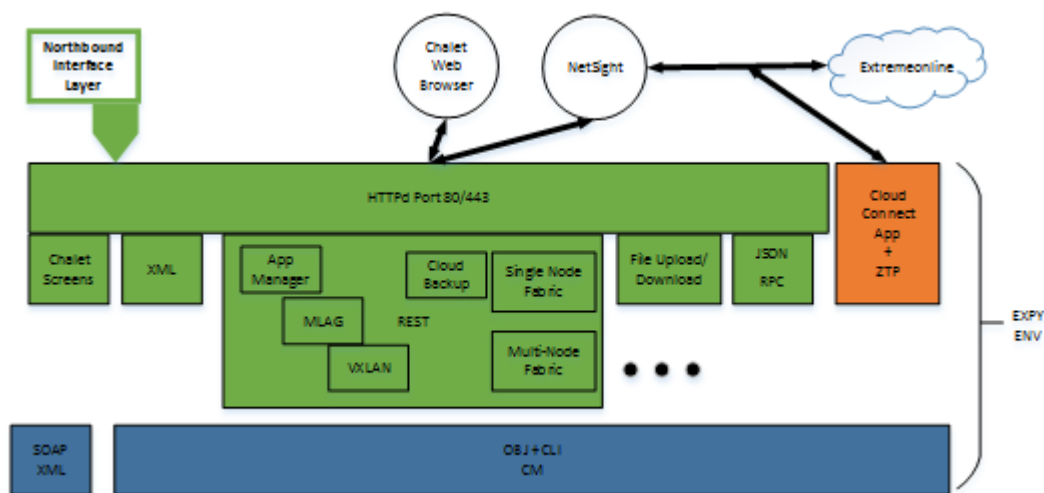 Northbound
Interface
Layer
Chalet
Web
Browser
NetSight
Extremeonline
HTTPd Port 80/443
Cloud
Connect
App
+
ZTP
Chalet
Screens
XML
App
Manager
Cloud
Backup
Single Node
Fabric
File Upload/
Download
JSON
RPC
MLAG
REST
VXLAN
Multi-Node
Fabric
EXPY
ENV
SOAP
XML
OBJ + CLI
CM